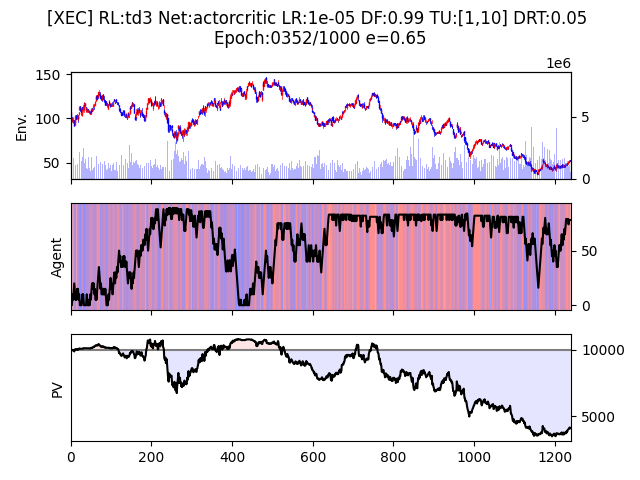 [XEC] RL:td3 Net:actorcritic LR:1e-05 DF:0.99 TU:[1,10] DRT:0.05
Epoch:0352/1000 e=0.65
1e6
150
100
50
Env.
5
0
Agent
50
0
PV
10000
5000
0 200 400 600 800 1000 1200